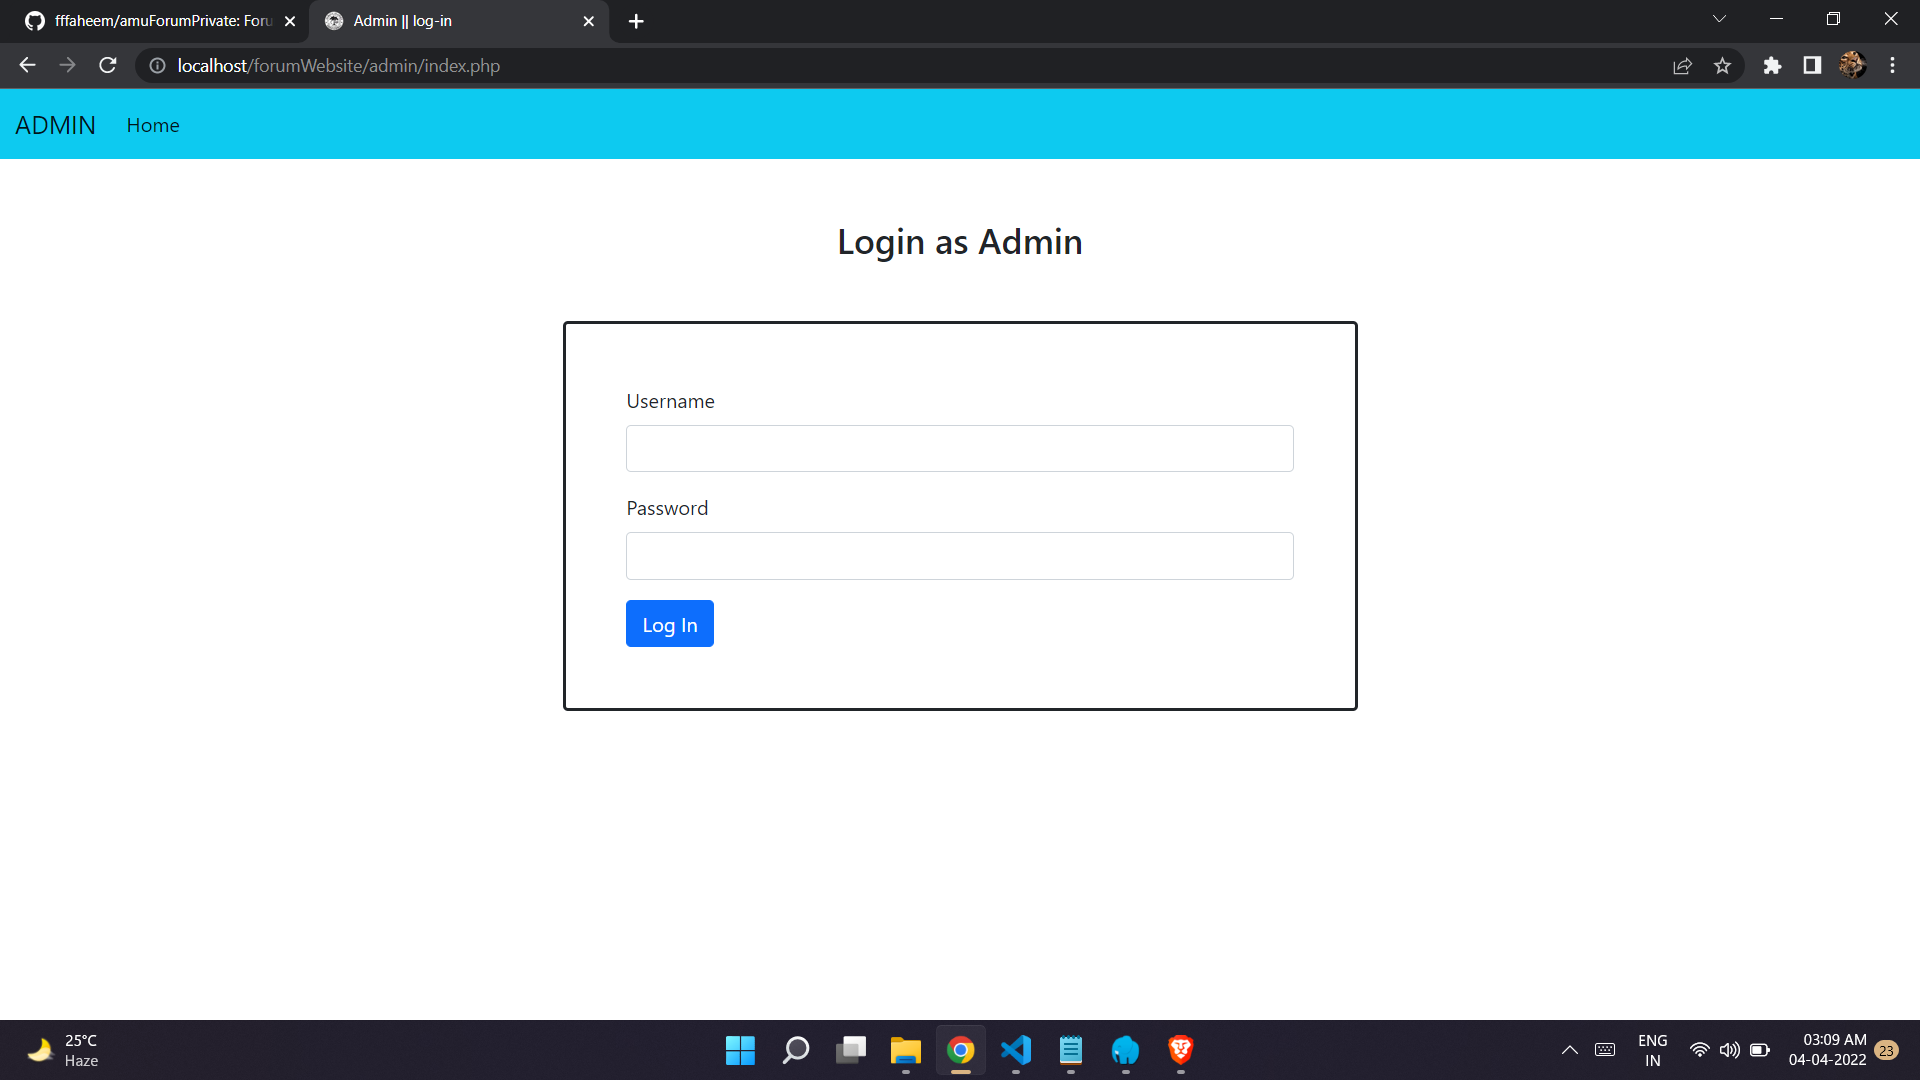 fffaheem/amuForumPrivate: Foru
Admin || log-in
localhost/forumWebsite/admin/index.php
ADMIN Home
Login as Admin
Username
Password
Log In
25°C
Haze
ENG
IN
03:09 AM
04-04-2022
23